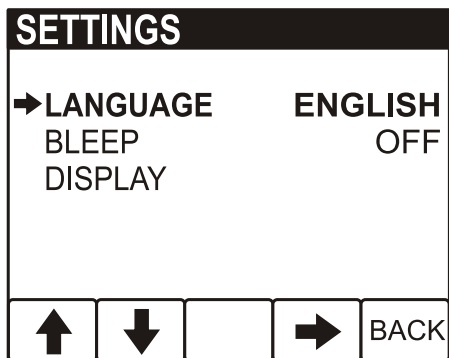 SETTINGS
LANGUAGE ENGLISH
BLEEP OFF
DISPLAY
BACK